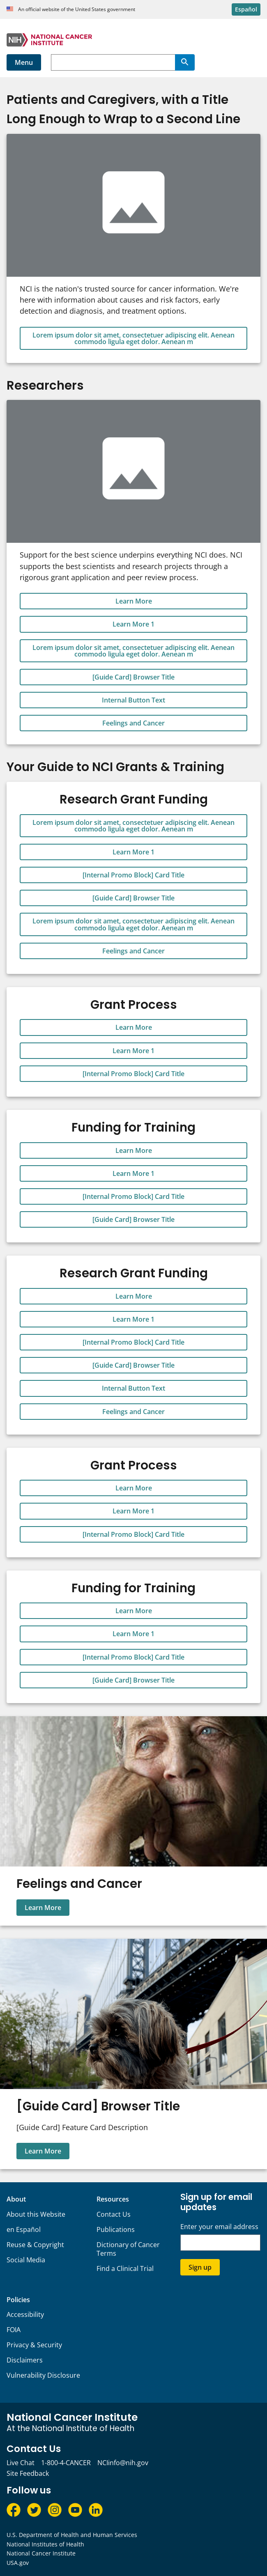 An official website of the United States government
Español
NIH NATIONAL CANCER INSTITUTE
Menu
Patients and Caregivers, with a Title
Long Enough to Wrap to a Second Line
NCI is the nation's trusted source for cancer information. We're
here with information about causes and risk factors, early
detection and diagnosis, and treatment options.
Lorem ipsum dolor sit amet, consectetuer adipiscing elit. Aenean
commodo ligula eget dolor. Aenean m
Researchers
Support for the best science underpins everything NCI does. NCI
supports the best scientists and research projects through a
rigorous grant application and peer review process.
Learn More
Learn More 1
Lorem ipsum dolor sit amet, consectetuer adipiscing elit. Aenean
commodo ligula eget dolor. Aenean m
[Guide Card] Browser Title
Internal Button Text
Feelings and Cancer
Your Guide to NCI Grants & Training
Research Grant Funding
Lorem ipsum dolor sit amet, consectetuer adipiscing elit. Aenean
commodo ligula eget dolor. Aenean m
Learn More 1
[Internal Promo Block] Card Title
[Guide Card] Browser Title
Lorem ipsum dolor sit amet, consectetuer adipiscing elit. Aenean
commodo ligula eget dolor. Aenean m
Feelings and Cancer
Grant Process
Learn More
Learn More 1
[Internal Promo Block] Card Title
Funding for Training
Learn More
Learn More 1
[Internal Promo Block] Card Title
[Guide Card] Browser Title
Research Grant Funding
Learn More
Learn More 1
[Internal Promo Block] Card Title
[Guide Card] Browser Title
Internal Button Text
Feelings and Cancer
Grant Process
Learn More
Learn More 1
[Internal Promo Block] Card Title
Funding for Training
Learn More
Learn More 1
[Internal Promo Block] Card Title
[Guide Card] Browser Title
Feelings and Cancer
Learn More
[Guide Card] Browser Title
[Guide Card] Feature Card Description
Learn More
About
About this Website
en Español
Reuse & Copyright
Social Media
Resources
Contact Us
Publications
Dictionary of Cancer
Terms
Find a Clinical Trial
Sign up for email
updates
Enter your email address
Sign up
Policies
Accessibility
FOIA
Privacy & Security
Disclaimers
Vulnerability Disclosure
National Cancer Institute
At the National Institutes of Health
Contact Us
Live Chat 1-800-4-CANCER NCIinfo@nih.gov
Site Feedback
Follow us
U.S. Department of Health and Human Services
National Institutes of Health
National Cancer Institute
USA.gov